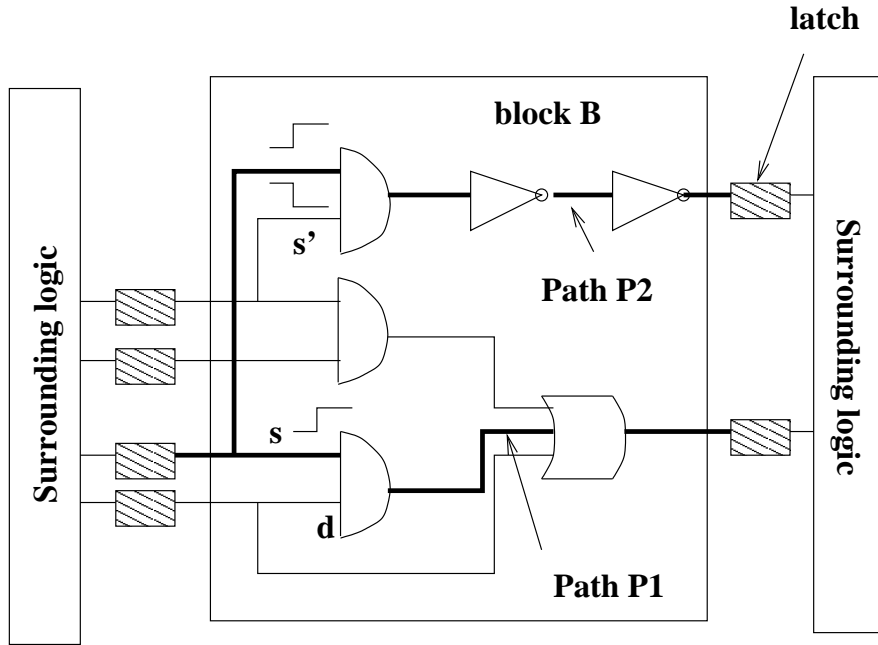 latch
block B
s’
Path P2
Surrounding logic
Surrounding logic
s
d
Path P1